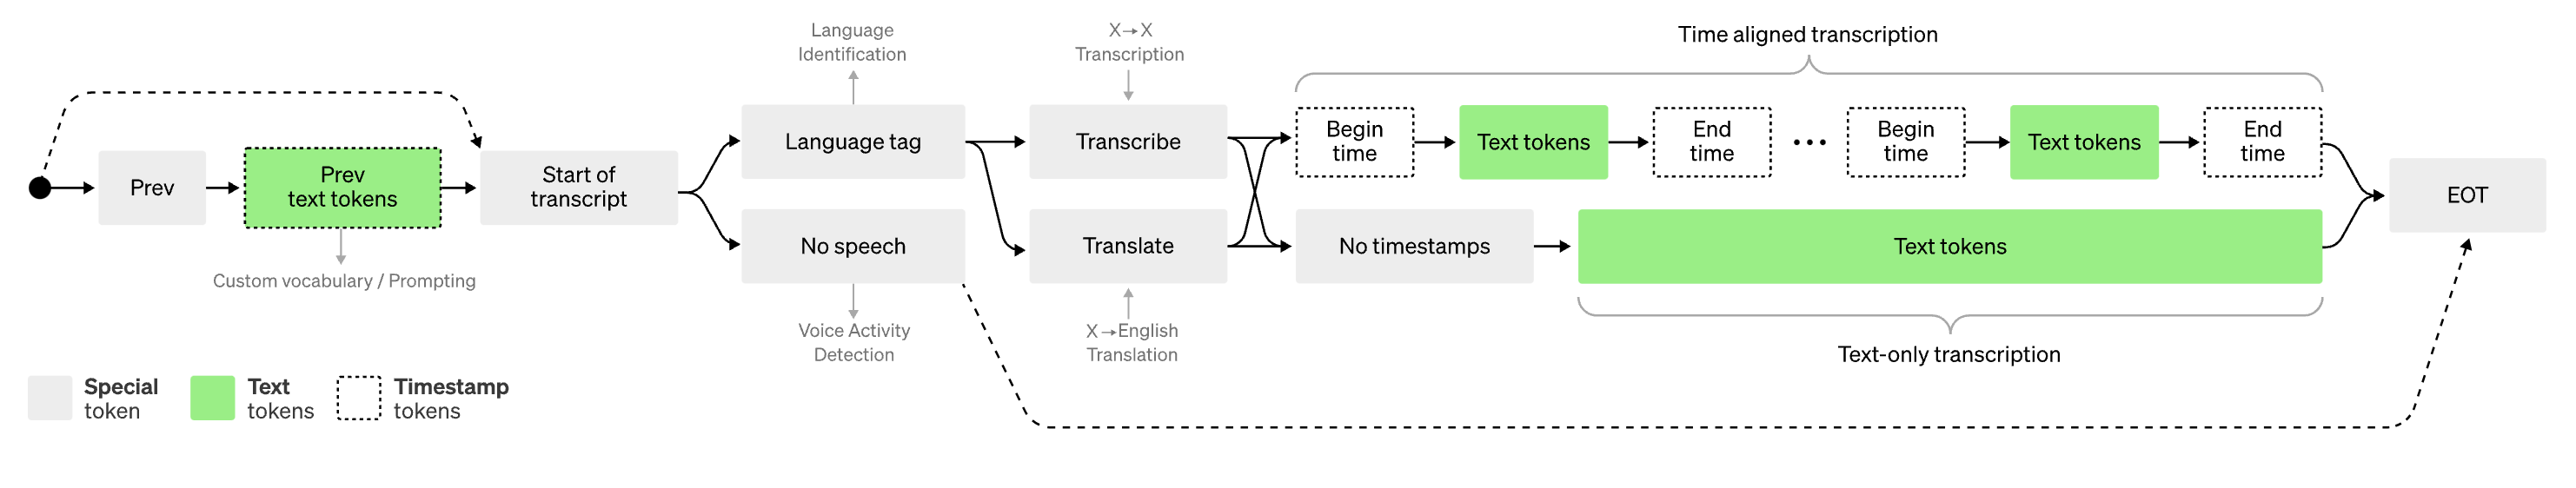 Prev
Prev
text tokens
Custom vocabulary / Prompting
Start of
transcript
Language
Identification
Language tag
No speech
Voice Activity
Detection
X→X
Transcription
Transcribe
Translate
X→English
Translation
Time aligned transcription
Begin
time
Text tokens
End
time
...
Begin
time
Text tokens
End
time
No timestamps
Text tokens
Text-only transcription
EOT
Special
token
Text
tokens
Timestamp
tokens